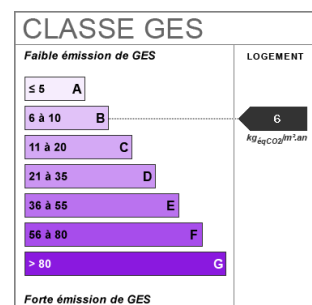 CLASSE GES
Faible émission de GES
LOGEMENT
≤ 5 A
6 à 10 B
6
kgéqCO2/m².an
11 à 20 C
21 à 35 D
36 à 55 E
56 à 80 F
> 80 G
Forte émission de GES